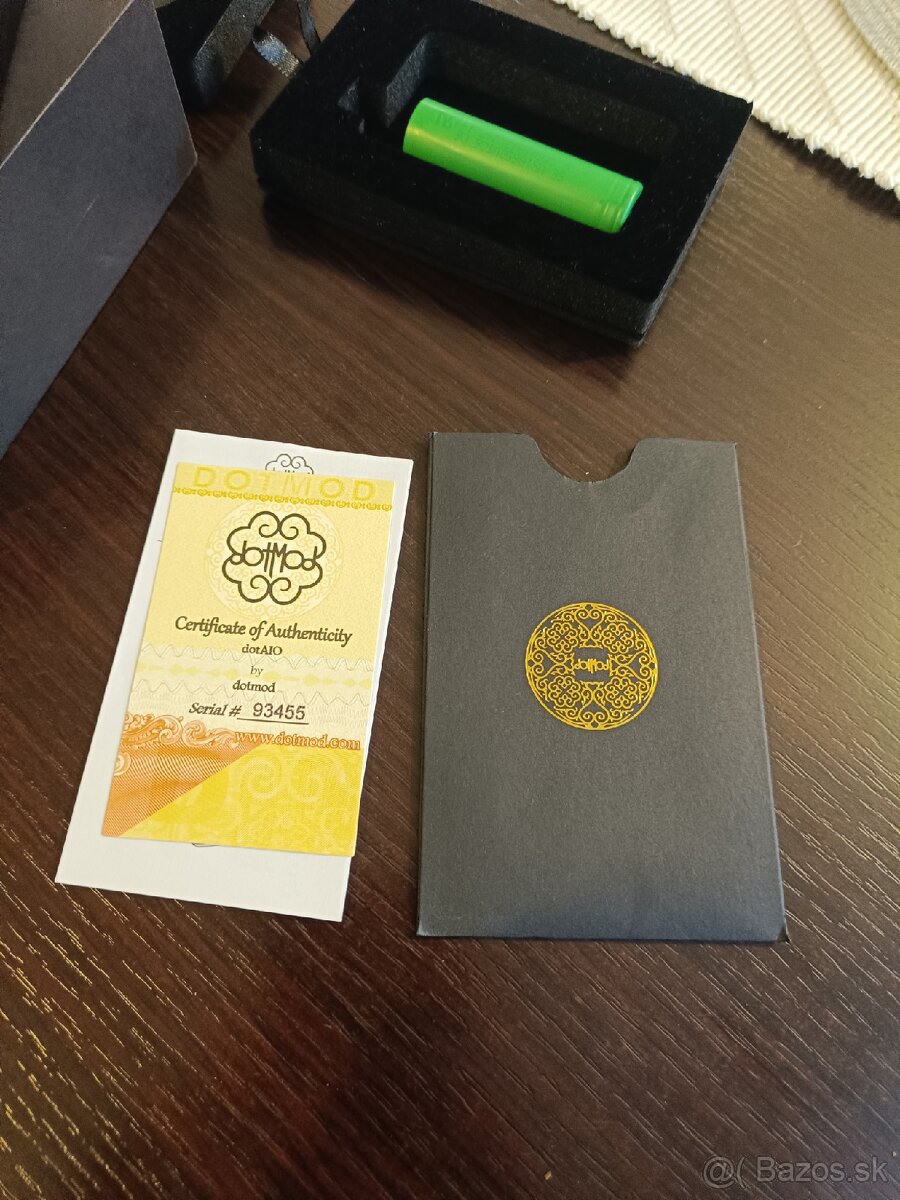 DOTMOD
dotMod
Certificate of Authenticity
dotAIO
by
dotmod
Serial # 93455
www.dotmod.com
dotMod
@( Bazos.sk